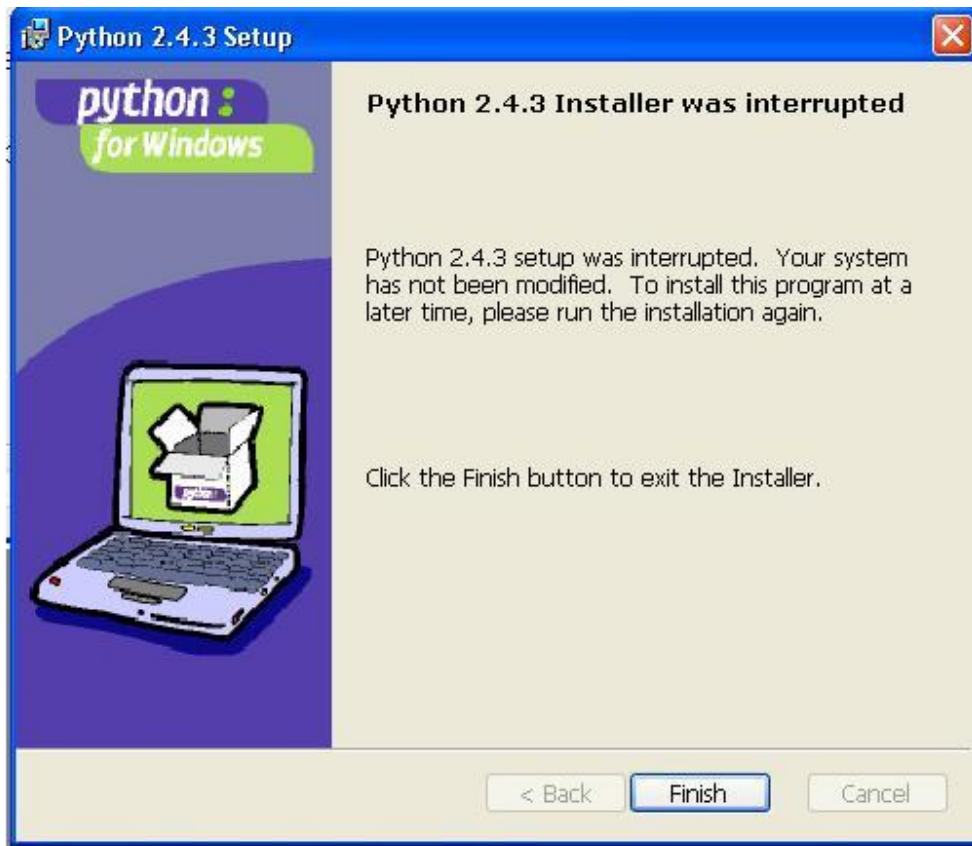 Python 2.4.3 Setup
python :
for Windows
Python 2.4.3 Installer was interrupted
Python 2.4.3 setup was interrupted. Your system
has not been modified. To install this program at a
later time, please run the installation again.
Click the Finish button to exit the Installer.
< Back
Finish
Cancel